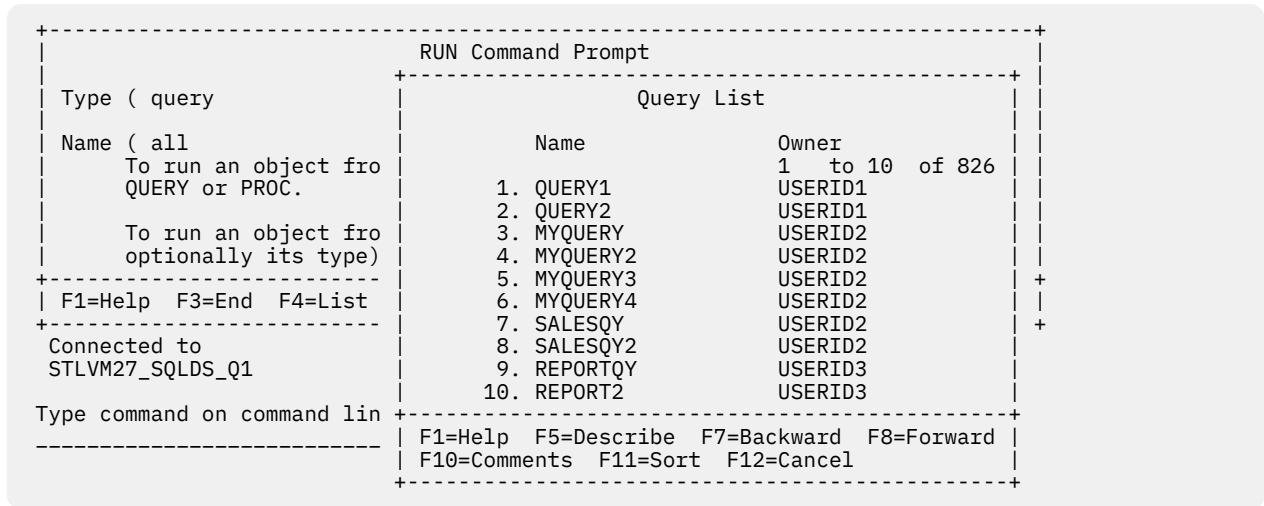 +-----------------------------------------------------------------------------+
|                             RUN Command Prompt                              |
|                           +-----------------------------------------------+ |
| Type ( query              |                  Query List                   | |
|                           |                                               | |
| Name ( all                |          Name               Owner             | |
|      To run an object fro |                             1   to 10  of 826 | |
|      QUERY or PROC.       |       1. QUERY1             USERID1           | |
|                           |       2. QUERY2             USERID1           | |
|      To run an object fro |       3. MYQUERY            USERID2           | |
|      optionally its type) |       4. MYQUERY2           USERID2           | |
+-------------------------- |       5. MYQUERY3           USERID2           | +
| F1=Help  F3=End  F4=List  |       6. MYQUERY4           USERID2           | |
+-------------------------- |       7. SALESQY            USERID2           | +
 Connected to               |       8. SALESQY2           USERID2           |
 STLVM27_SQLDS_Q1           |       9. REPORTQY           USERID3           |
                            |      10. REPORT2            USERID3           |
Type command on command lin +-----------------------------------------------+
___________________________ | F1=Help  F5=Describe  F7=Backward  F8=Forward |
                            | F10=Comments  F11=Sort  F12=Cancel            |
                            +-----------------------------------------------+